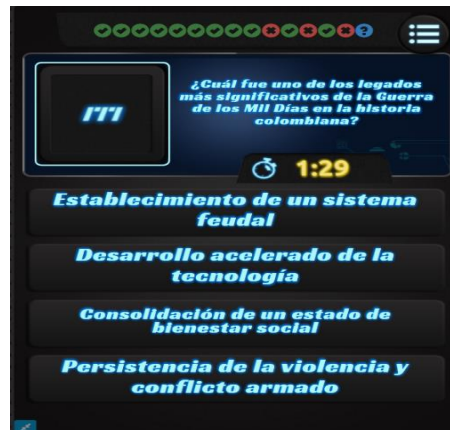 ¿Cuál fue uno de los legados
más significativos de la Guerra
de los Mil Días en la historia
colombiana?
m
1:29
Establecimiento de un sistema
feudal
Desarrollo acelerado de la
tecnología
Consolidación de un estado de
bienestar social
Persistencia de la violencia y
conflicto armado